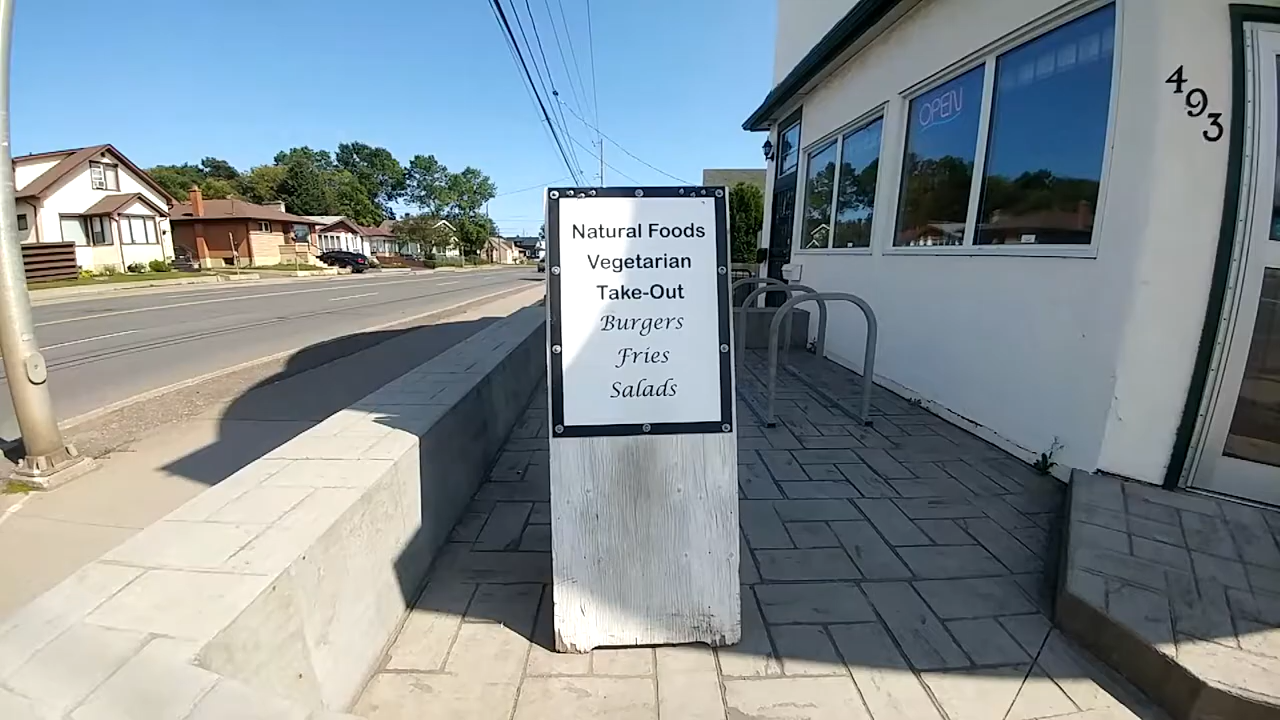 Natural Foods
Vegetarian
Take-Out
Burgers
Fries
Salads
OPEN
493